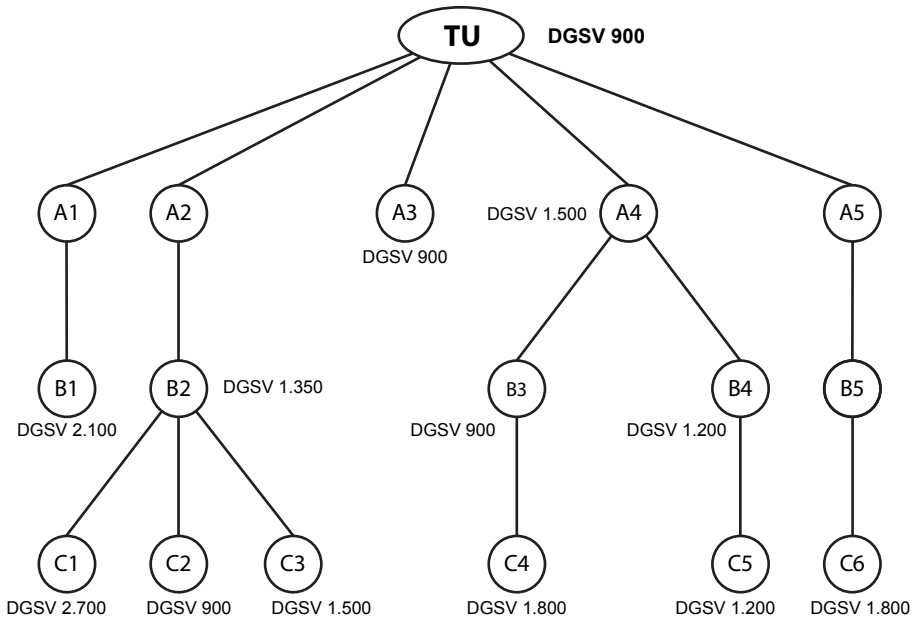 TU
DGSV 900
A1
A2
A3
DGSV 1.500
A4
A5
DGSV 900
B1
B2
DGSV 1.350
B3
B4
B5
DGSV 2.100
DGSV 900
DGSV 1.200
C1
C2
C3
C4
C5
C6
DGSV 2.700
DGSV 900
DGSV 1.500
DGSV 1.800
DGSV 1.200
DGSV 1.800